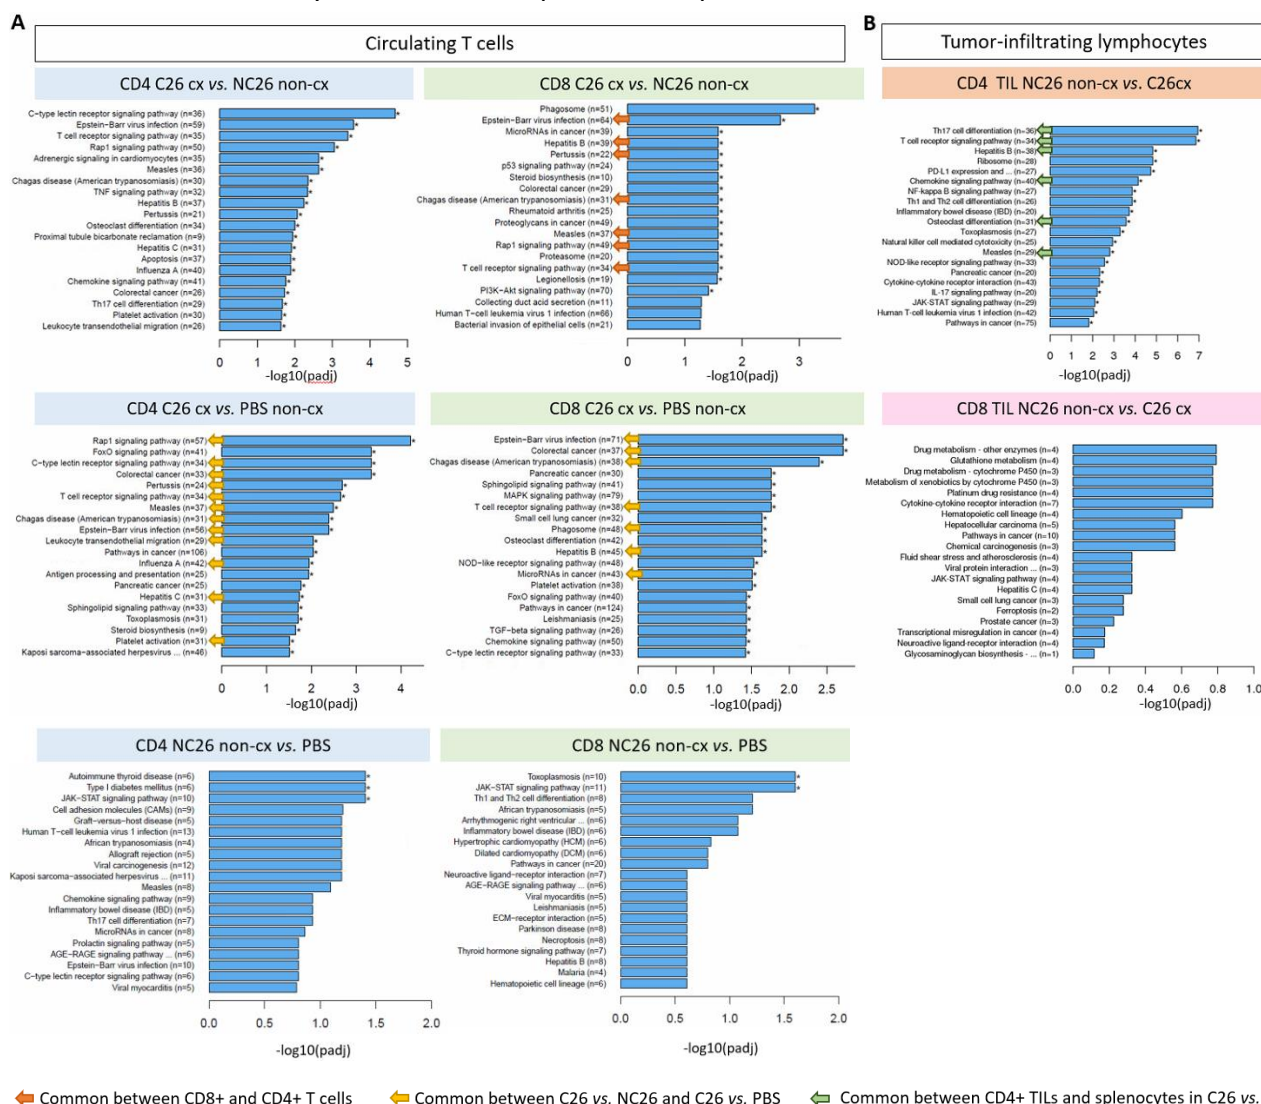 A
B
Circulating T cells
Tumor-infiltrating lymphocytes
CD4 C26 cx vs. NC26 non-cx
C-type lectin receptor signaling pathway (n=36)
Epstein-Barr virus infection (n=59)
T cell receptor signaling pathway (n=35)
Rap1 signaling pathway (n=50)
Adrenergic signaling in cardiomyocytes (n=35)
Measles (n=36)
Chagas disease (American trypanosomiasis) (n=30)
TNF signaling pathway (n=32)
Hepatitis B (n=37)
Pertussis (n=21)
Osteoclast differentiation (n=34)
Proximal tubule bicarbonate reclamation (n=9)
Hepatitis C (n=31)
Apoptosis (n=37)
Influenza A (n=40)
Chemokine signaling pathway (n=41)
Colorectal cancer (n=26)
Th17 cell differentiation (n=29)
Platelet activation (n=30)
Leukocyte transendothelial migration (n=26)
0 1 2 3 4 5
-log10(padj)
CD8 C26 cx vs. NC26 non-cx
Phagosome (n=51)
Epstein-Barr virus infection (n=64)
MicroRNAs in cancer (n=39)
Hepatitis B (n=39)
Pertussis (n=22)
p53 signaling pathway (n=24)
Steroid biosynthesis (n=10)
Colorectal cancer (n=29)
Chagas disease (American trypanosomiasis) (n=31)
Rheumatoid arthritis (n=25)
Proteoglycans in cancer (n=49)
Measles (n=37)
Rap1 signaling pathway (n=49)
Proteasome (n=20)
T cell receptor signaling pathway (n=34)
Legionellosis (n=19)
PI3K-Akt signaling pathway (n=70)
Collecting duct acid secretion (n=11)
Human T-cell leukemia virus 1 infection (n=66)
Bacterial invasion of epithelial cells (n=21)
0 1 2 3
-log10(padj)
CD4 TIL NC26 non-cx vs. C26cx
Th17 cell differentiation (n=36)
T cell receptor signaling pathway (n=34)
Hepatitis B (n=38)
Ribosome (n=28)
PD-L1 expression and ... (n=27)
Chemokine signaling pathway (n=40)
NF-kappa B signaling pathway (n=27)
Th1 and Th2 cell differentiation (n=26)
Inflammatory bowel disease (IBD) (n=20)
Osteoclast differentiation (n=31)
Toxoplasmosis (n=27)
Natural killer cell mediated cytotoxicity (n=25)
Measles (n=29)
NOD-like receptor signaling pathway (n=33)
Pancreatic cancer (n=20)
Cytokine-cytokine receptor interaction (n=43)
IL-17 signaling pathway (n=20)
JAK-STAT signaling pathway (n=29)
Human T-cell leukemia virus 1 infection (n=42)
Pathways in cancer (n=75)
0 1 2 3 4 5 6 7
-log10(padj)
CD4 C26 cx vs. PBS non-cx
Rap1 signaling pathway (n=57)
FoxO signaling pathway (n=41)
C-type lectin receptor signaling pathway (n=34)
Colorectal cancer (n=33)
Pertussis (n=24)
T cell receptor signaling pathway (n=34)
Measles (n=37)
Chagas disease (American trypanosomiasis) (n=31)
Epstein-Barr virus infection (n=56)
Leukocyte transendothelial migration (n=29)
Pathways in cancer (n=106)
Influenza A (n=42)
Antigen processing and presentation (n=25)
Pancreatic cancer (n=25)
Hepatitis C (n=31)
Sphingolipid signaling pathway (n=33)
Toxoplasmosis (n=31)
Steroid biosynthesis (n=9)
Platelet activation (n=31)
Kaposi sarcoma-associated herpesvirus ... (n=46)
0 1 2 3 4
-log10(padj)
CD8 C26 cx vs. PBS non-cx
Epstein-Barr virus infection (n=71)
Colorectal cancer (n=37)
Chagas disease (American trypanosomiasis) (n=38)
Pancreatic cancer (n=30)
Sphingolipid signaling pathway (n=41)
MAPK signaling pathway (n=79)
T cell receptor signaling pathway (n=38)
Small cell lung cancer (n=32)
Phagosome (n=48)
Osteoclast differentiation (n=42)
Hepatitis B (n=45)
NOD-like receptor signaling pathway (n=48)
MicroRNAs in cancer (n=43)
Platelet activation (n=38)
FoxO signaling pathway (n=40)
Pathways in cancer (n=124)
Leishmaniasis (n=25)
TGF-beta signaling pathway (n=26)
Chemokine signaling pathway (n=50)
C-type lectin receptor signaling pathway (n=33)
0.0 0.5 1.0 1.5 2.0 2.5
-log10(padj)
CD8 TIL NC26 non-cx vs. C26 cx
Drug metabolism - other enzymes (n=4)
Glutathione metabolism (n=4)
Drug metabolism - cytochrome P450 (n=3)
Metabolism of xenobiotics by cytochrome P450 (n=3)
Platinum drug resistance (n=4)
Cytokine-cytokine receptor interaction (n=7)
Hematopoietic cell lineage (n=4)
Hepatocellular carcinoma (n=5)
Pathways in cancer (n=10)
Chemical carcinogenesis (n=3)
Fluid shear stress and atherosclerosis (n=4)
Viral protein interaction ... (n=3)
JAK-STAT signaling pathway (n=4)
Hepatitis C (n=4)
Small cell lung cancer (n=3)
Ferroptosis (n=2)
Prostate cancer (n=3)
Transcriptional misregulation in cancer (n=4)
Neuroactive ligand-receptor interaction (n=4)
Glycosaminoglycan biosynthesis - ... (n=1)
0.0 0.2 0.4 0.6 0.8 1.0
-log10(padj)
CD4 NC26 non-cx vs. PBS
Autoimmune thyroid disease (n=6)
Type I diabetes mellitus (n=6)
JAK-STAT signaling pathway (n=10)
Cell adhesion molecules (CAMs) (n=9)
Graft-versus-host disease (n=5)
Human T-cell leukemia virus 1 infection (n=13)
African trypanosomiasis (n=4)
Allograft rejection (n=5)
Viral carcinogenesis (n=12)
Kaposi sarcoma-associated herpesvirus ... (n=11)
Measles (n=8)
Chemokine signaling pathway (n=9)
Inflammatory bowel disease (IBD) (n=5)
Th17 cell differentiation (n=7)
MicroRNAs in cancer (n=8)
Prolactin signaling pathway (n=5)
AGE-RAGE signaling pathway ... (n=6)
Epstein-Barr virus infection (n=10)
C-type lectin receptor signaling pathway (n=6)
Viral myocarditis (n=5)
0.0 0.5 1.0 1.5 2.0
-log10(padj)
CD8 NC26 non-cx vs. PBS
Toxoplasmosis (n=10)
JAK-STAT signaling pathway (n=11)
Th1 and Th2 cell differentiation (n=8)
African trypanosomiasis (n=5)
Arrhythmogenic right ventricular ... (n=6)
Inflammatory bowel disease (IBD) (n=6)
Hypertrophic cardiomyopathy (HCM) (n=6)
Dilated cardiomyopathy (DCM) (n=6)
Pathways in cancer (n=20)
Neuroactive ligand-receptor interaction (n=7)
AGE-RAGE signaling pathway ... (n=6)
Viral myocarditis (n=5)
Leishmaniasis (n=5)
ECM-receptor interaction (n=5)
Parkinson disease (n=8)
Necroptosis (n=8)
Thyroid hormone signaling pathway (n=7)
Hepatitis B (n=8)
Malaria (n=4)
Hematopoietic cell lineage (n=6)
0.0 0.5 1.0 1.5 2.0
-log10(padj)
Common between CD8+ and CD4+ T cells
Common between C26 vs. NC26 and C26 vs. PBS
Common between CD4+ TILs and splenocytes in C26 vs.